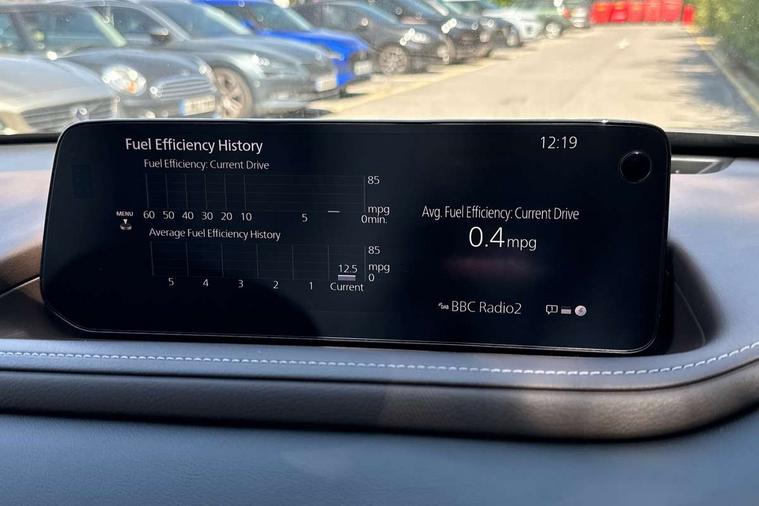 Fuel Efficiency History
12:19
Fuel Efficiency: Current Drive
85
mpg
60 50 40 30 20 10 5 0min.
MENU
Average Fuel Efficiency History
85
mpg
12.5
0
5 4 3 2 1 Current
Avg. Fuel Efficiency: Current Drive
0.4 mpg
BBC Radio2